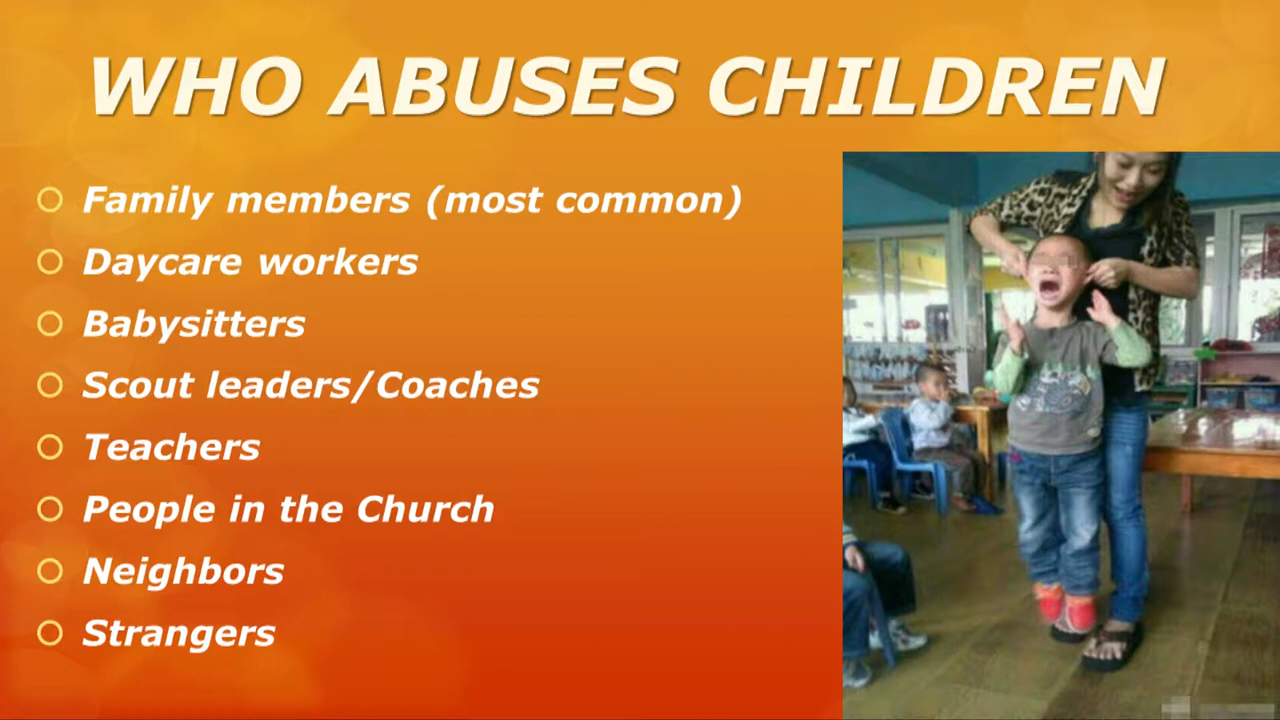 WHO ABUSES CHILDREN
Family members (most common)
Daycare workers
Babysitters
Scout leaders/Coaches
Teachers
People in the Church
Neighbors
Strangers